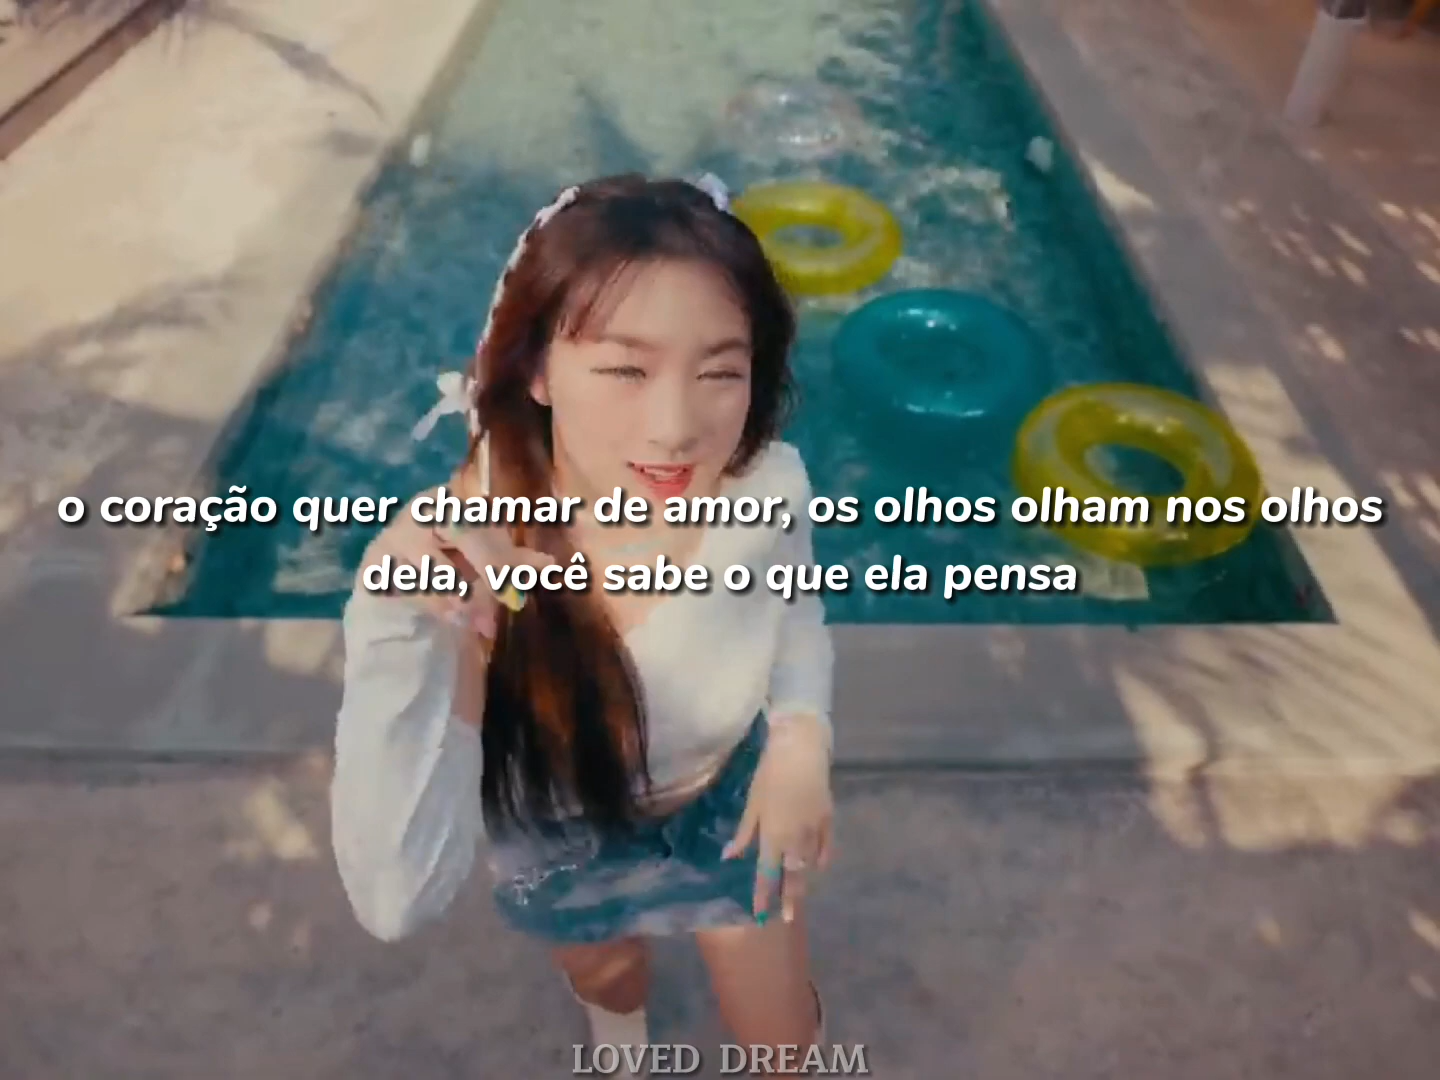 o coração quer chamar de amor, os olhos olham nos olhos
dela, você sabe o que ela pensa
LOVED DREAM